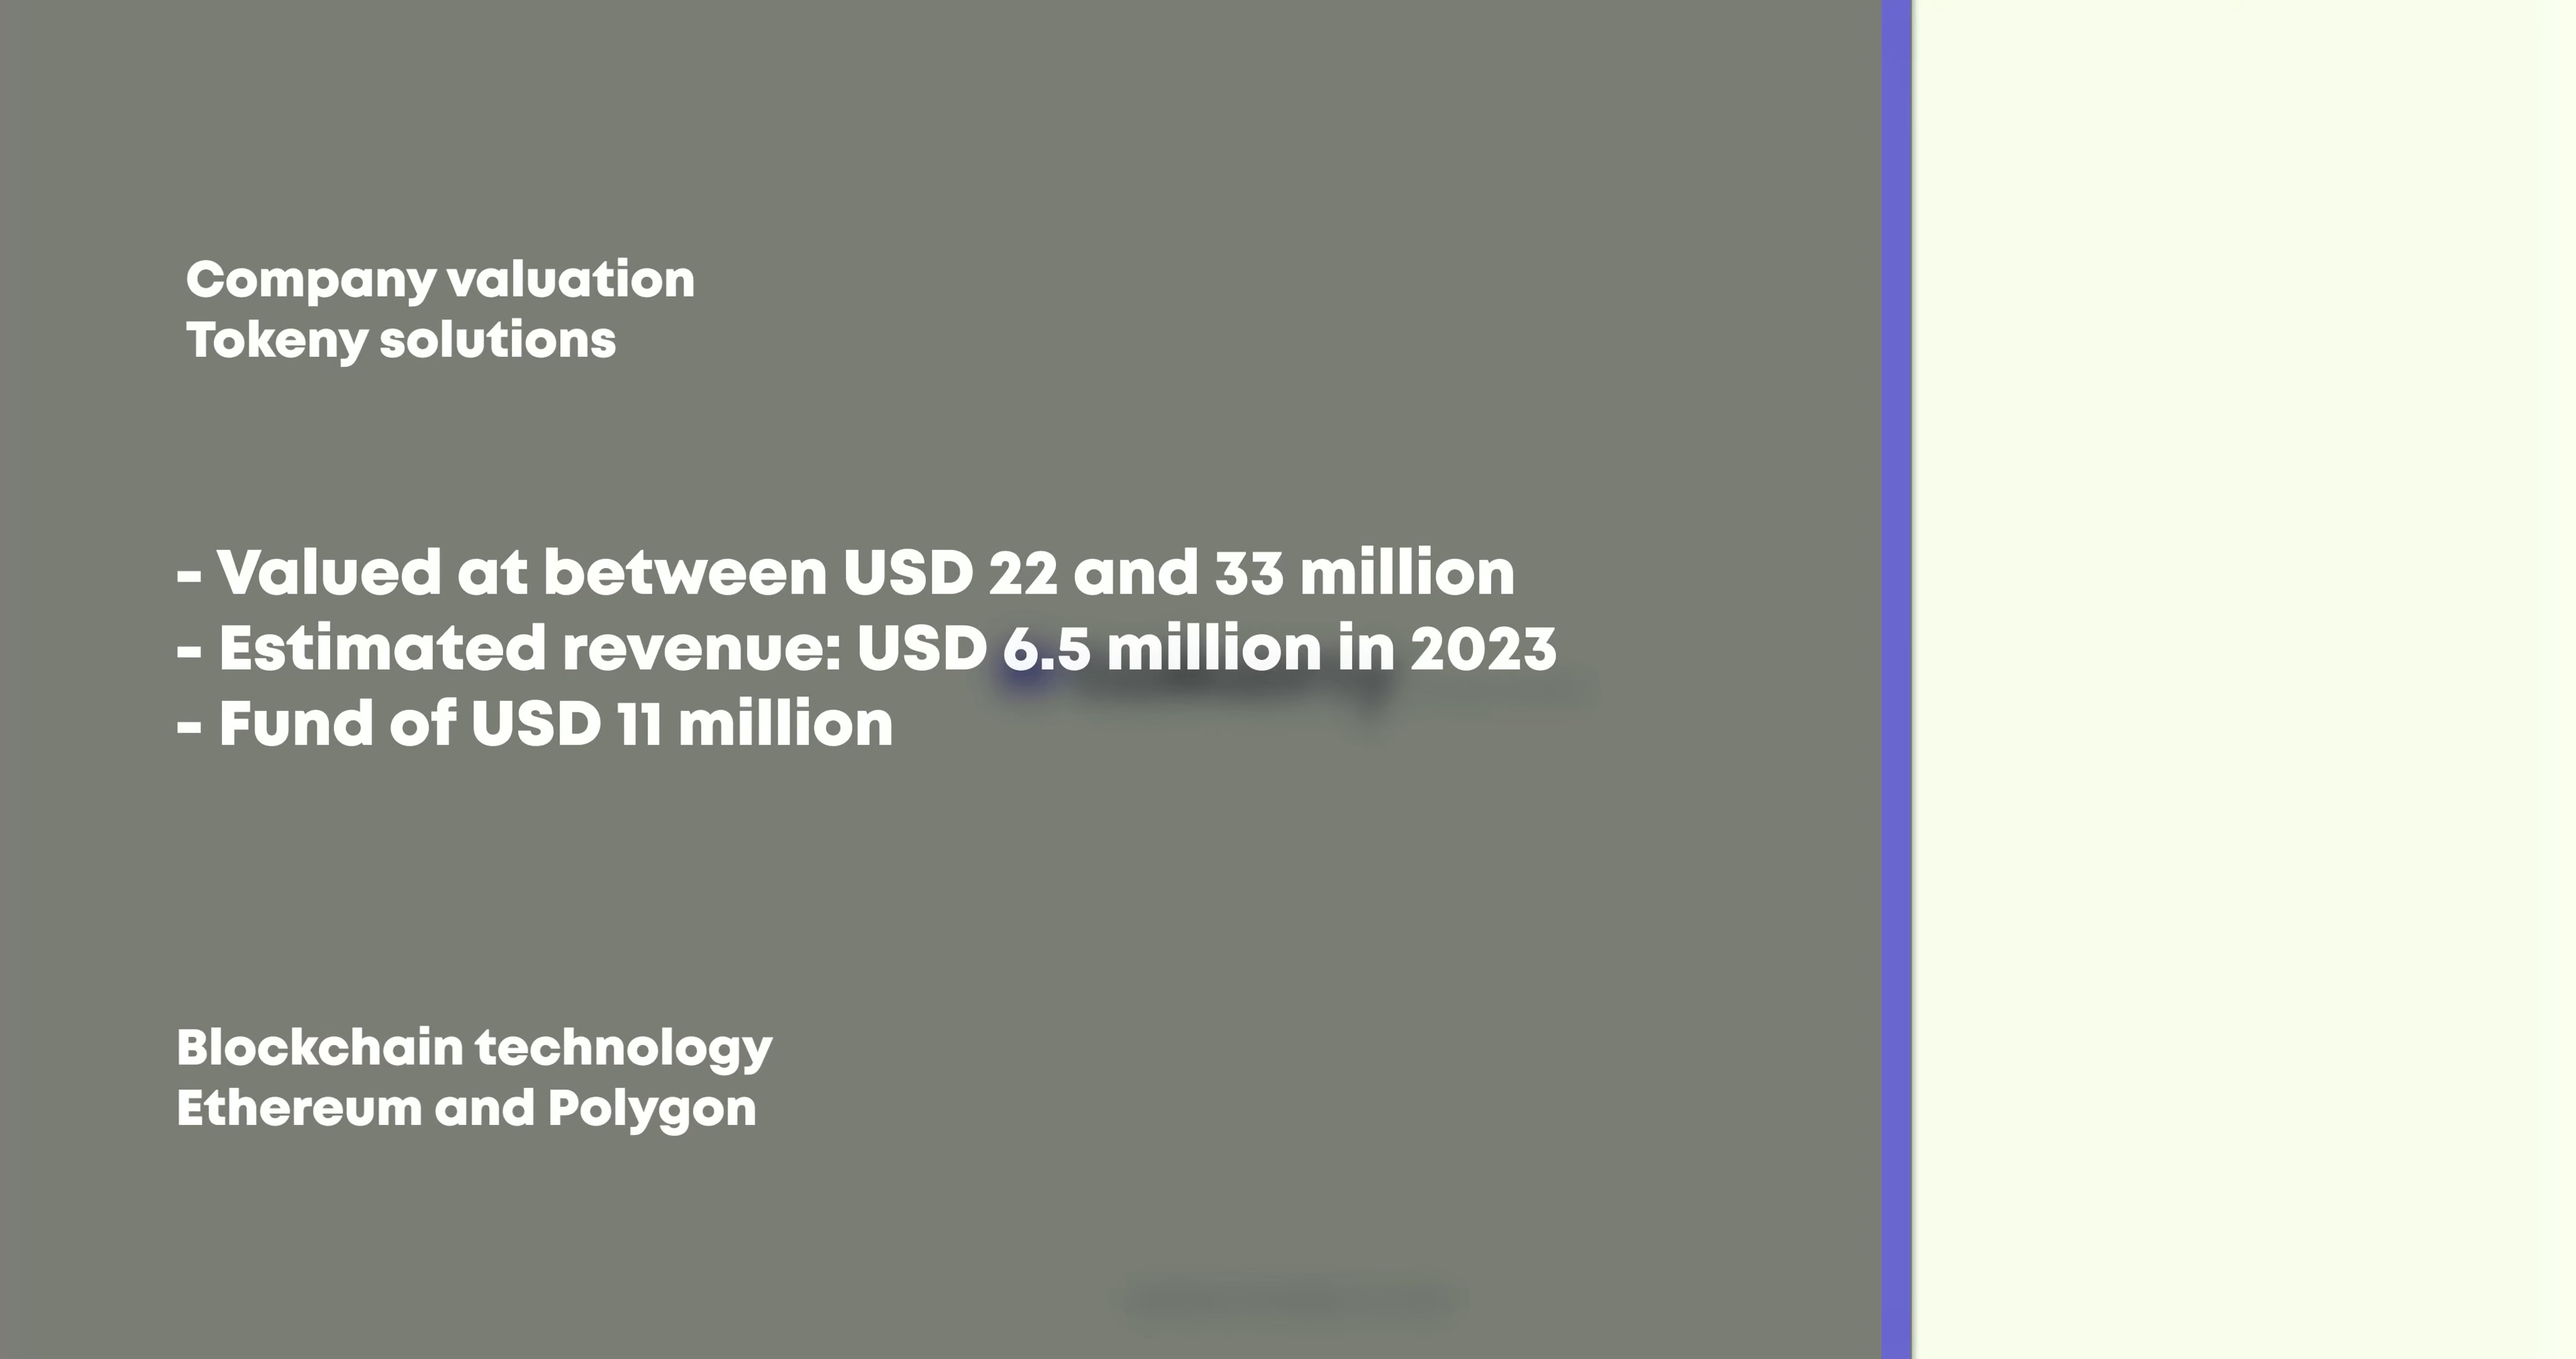 Company valuation
Tokeny solutions
- Valued at between USD 22 and 33 million
- Estimated revenue: USD 6.5 million in 2023
- Fund of USD 11 million
Blockchain technology
Ethereum and Polygon